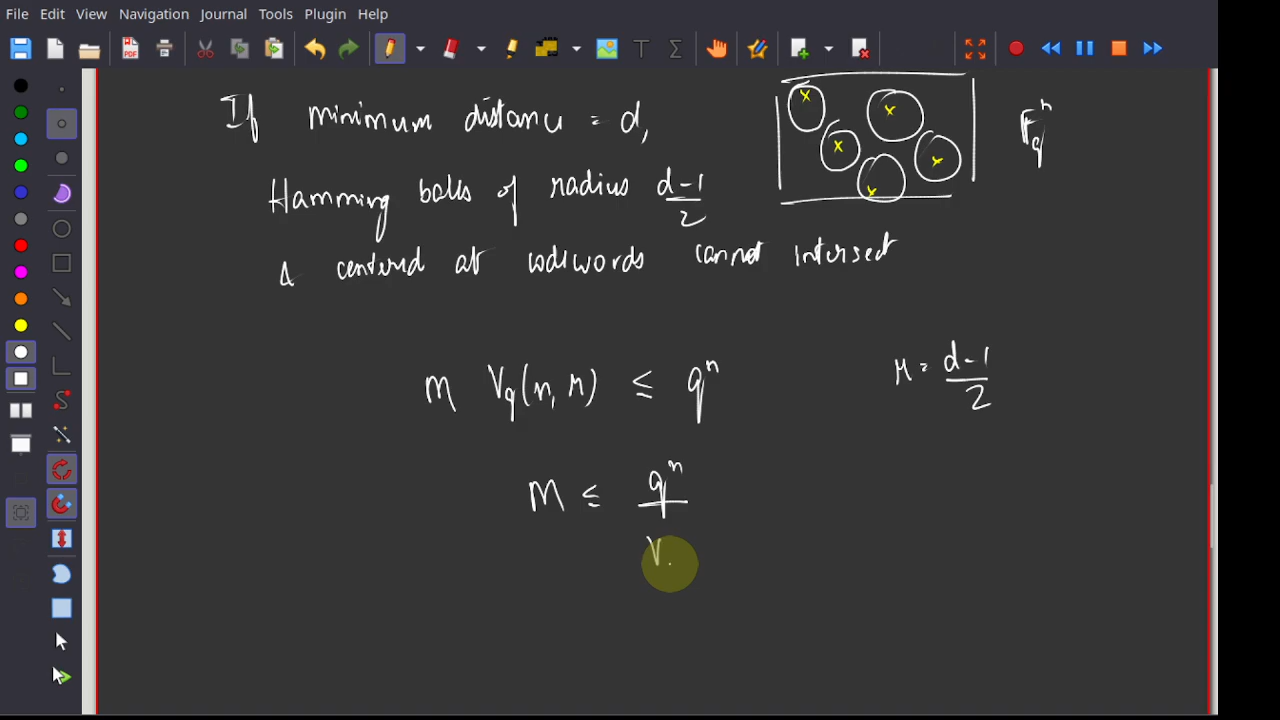 File Edit View Navigation Journal Tools Plugin Help
If minimum distance = d,
Hamming balls of radius d-1/2
centered at codewords cannot intersect
F_q^n
M V_q(n, r) ≤ q^n
r = d-1/2
M ≤ q^n/V